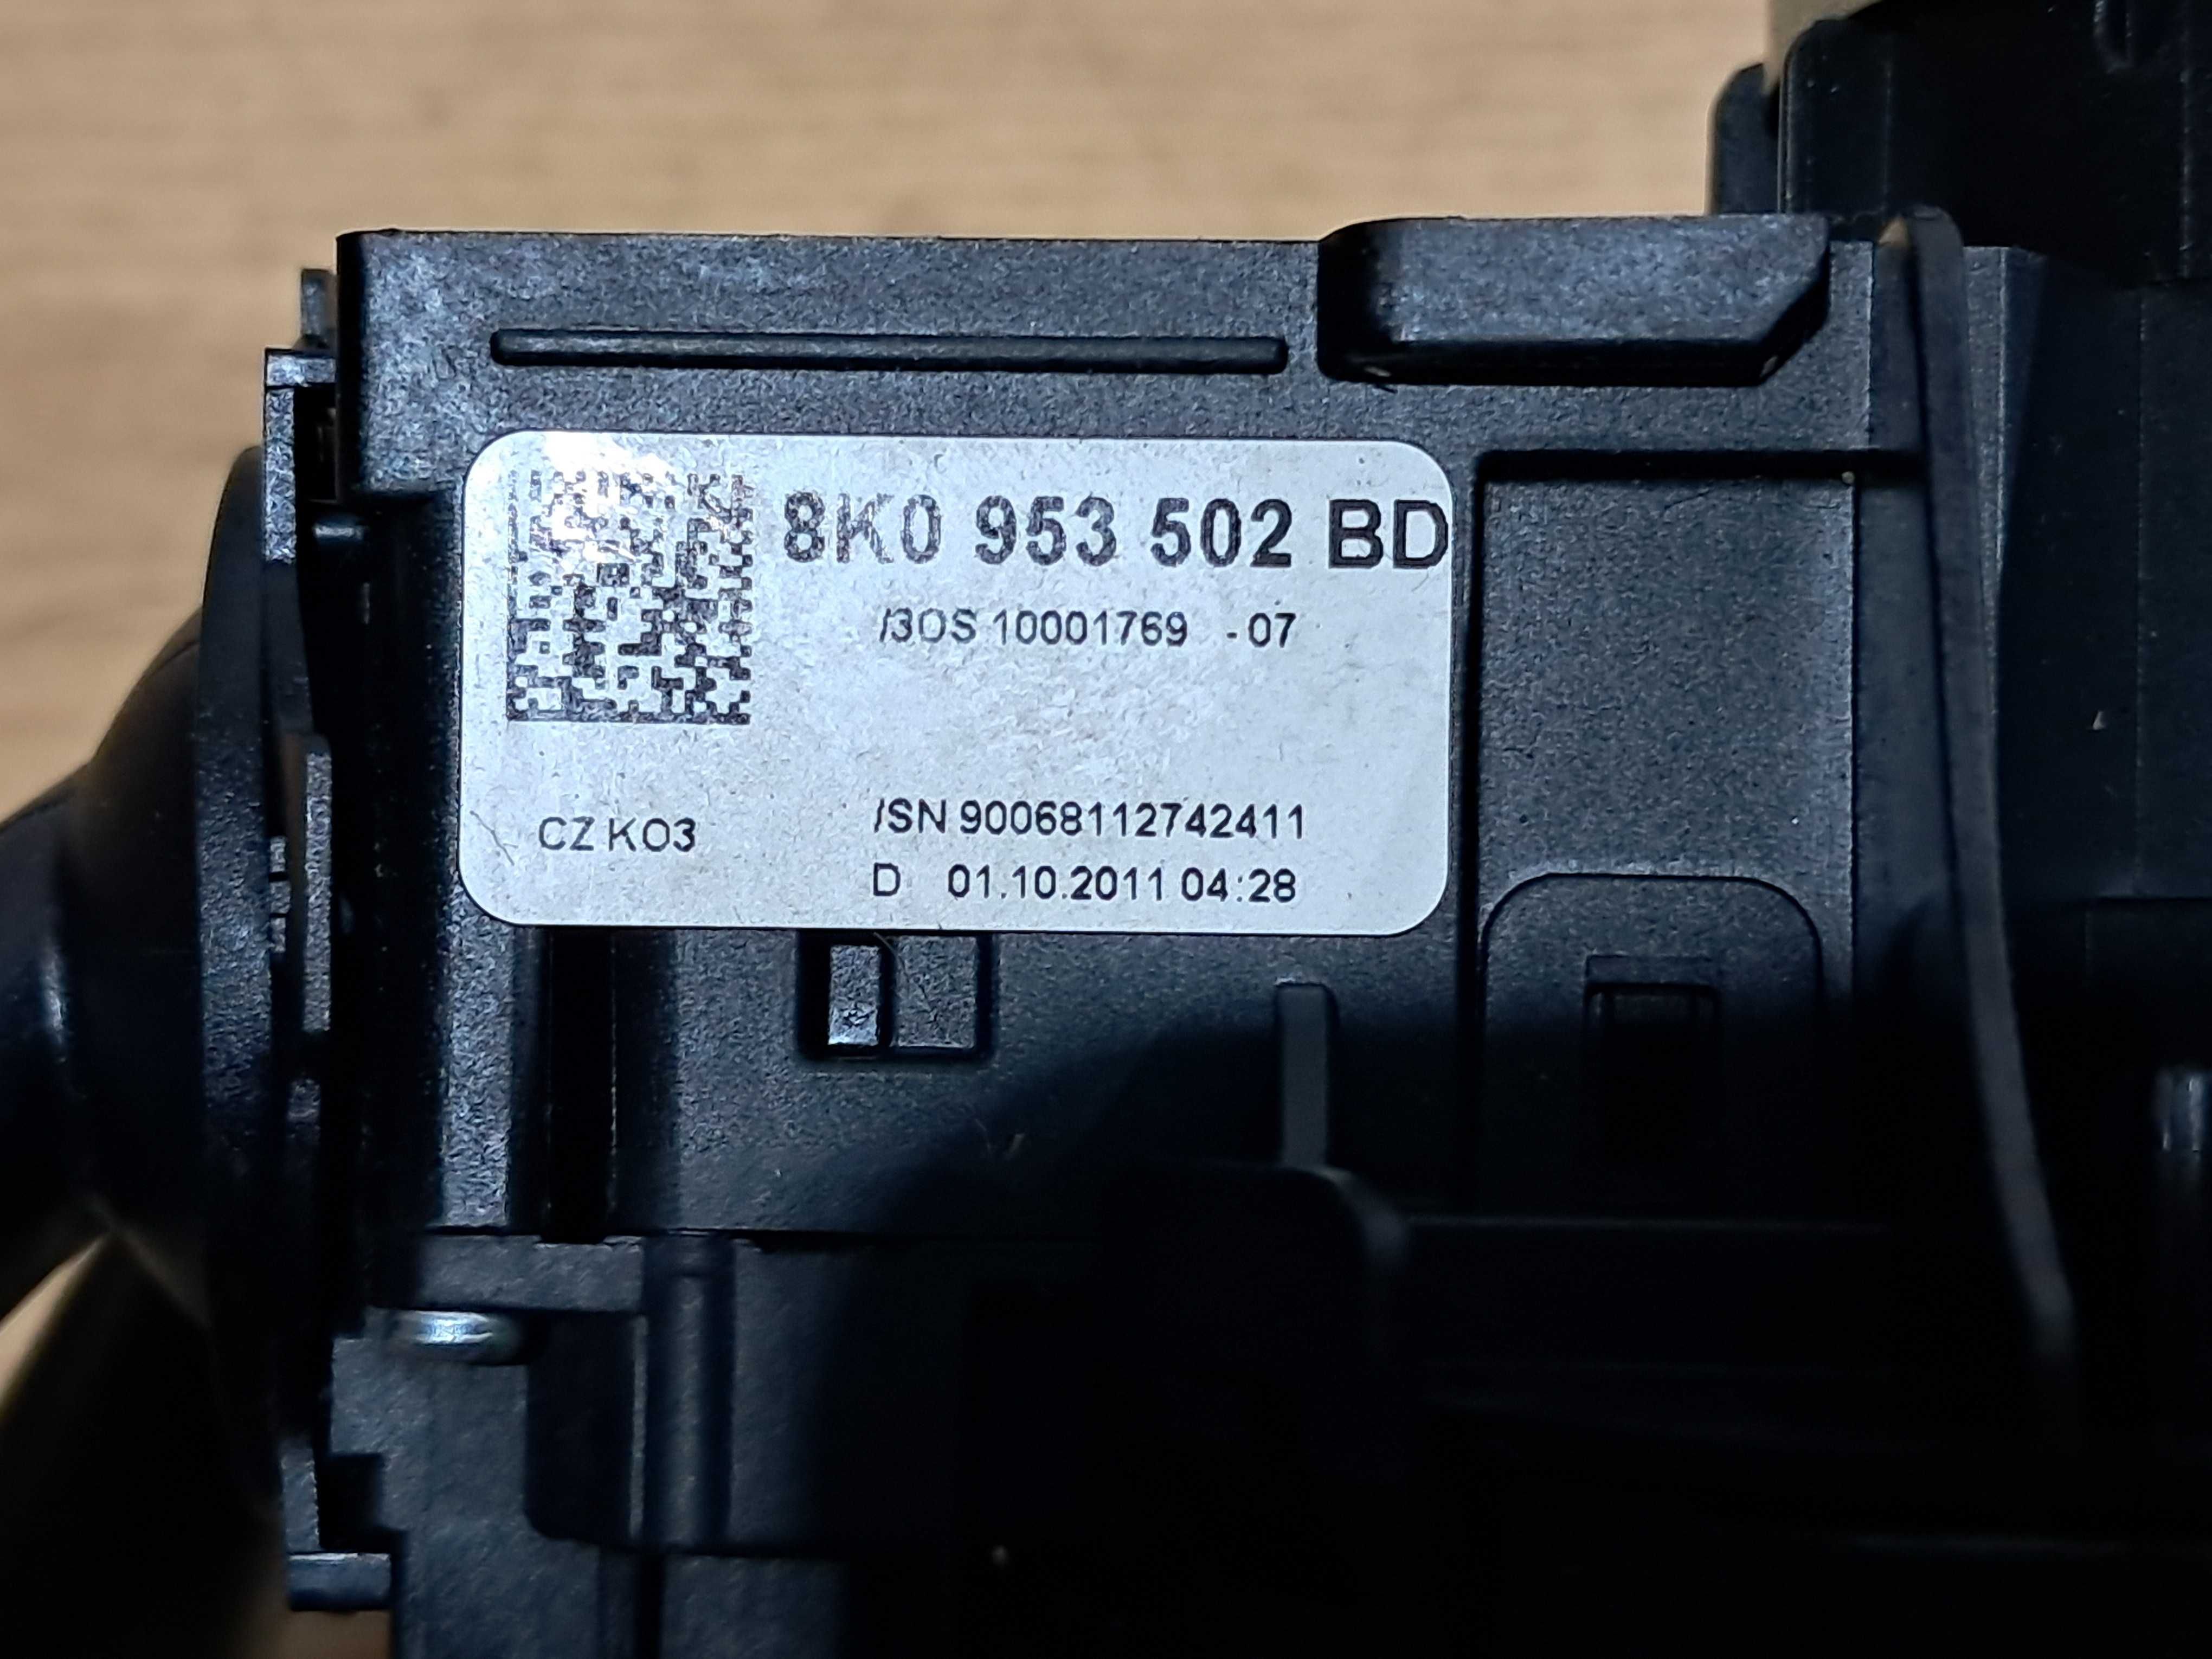 8K0 953 502 BD
/3OS 10001769 - 07
/SN 90068112742411
CZ KO3
D 01.10.2011 04:28